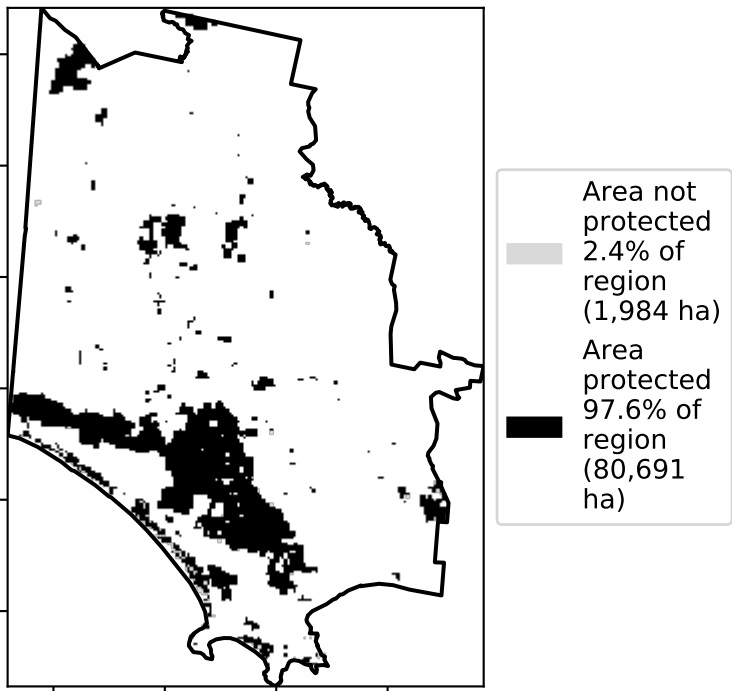 Area not
protected
2.4% of
region
(1,984 ha)
Area
protected
97.6% of
region
(80,691
ha)